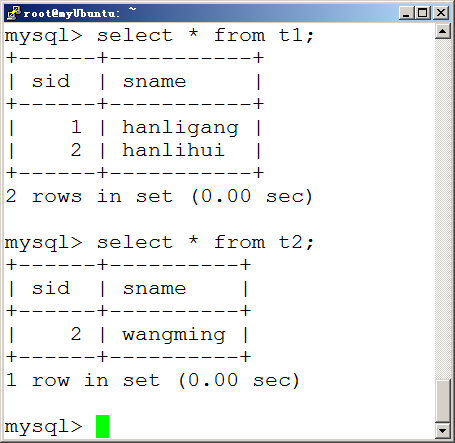 root@myUbuntu: ~
mysql> select * from t1;
+------+-----------+
| sid  | sname     |
+------+-----------+
|    1 | hanligang |
|    2 | hanlihui  |
+------+-----------+
2 rows in set (0.00 sec)

mysql> select * from t2;
+------+----------+
| sid  | sname    |
+------+----------+
|    2 | wangming |
+------+----------+
1 row in set (0.00 sec)

mysql>